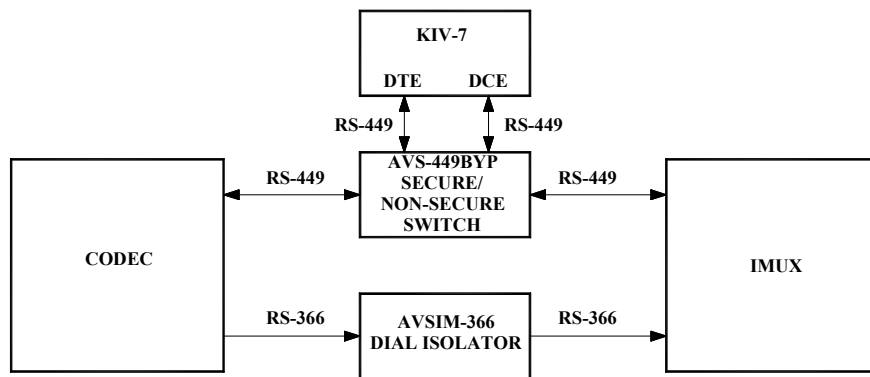 KIV-7
DTE DCE
RS-449 RS-449
AVS-449BYP
SECURE/
NON-SECURE
SWITCH
RS-449 RS-449
CODEC
IMUX
RS-366 RS-366
AVSIM-366
DIAL ISOLATOR